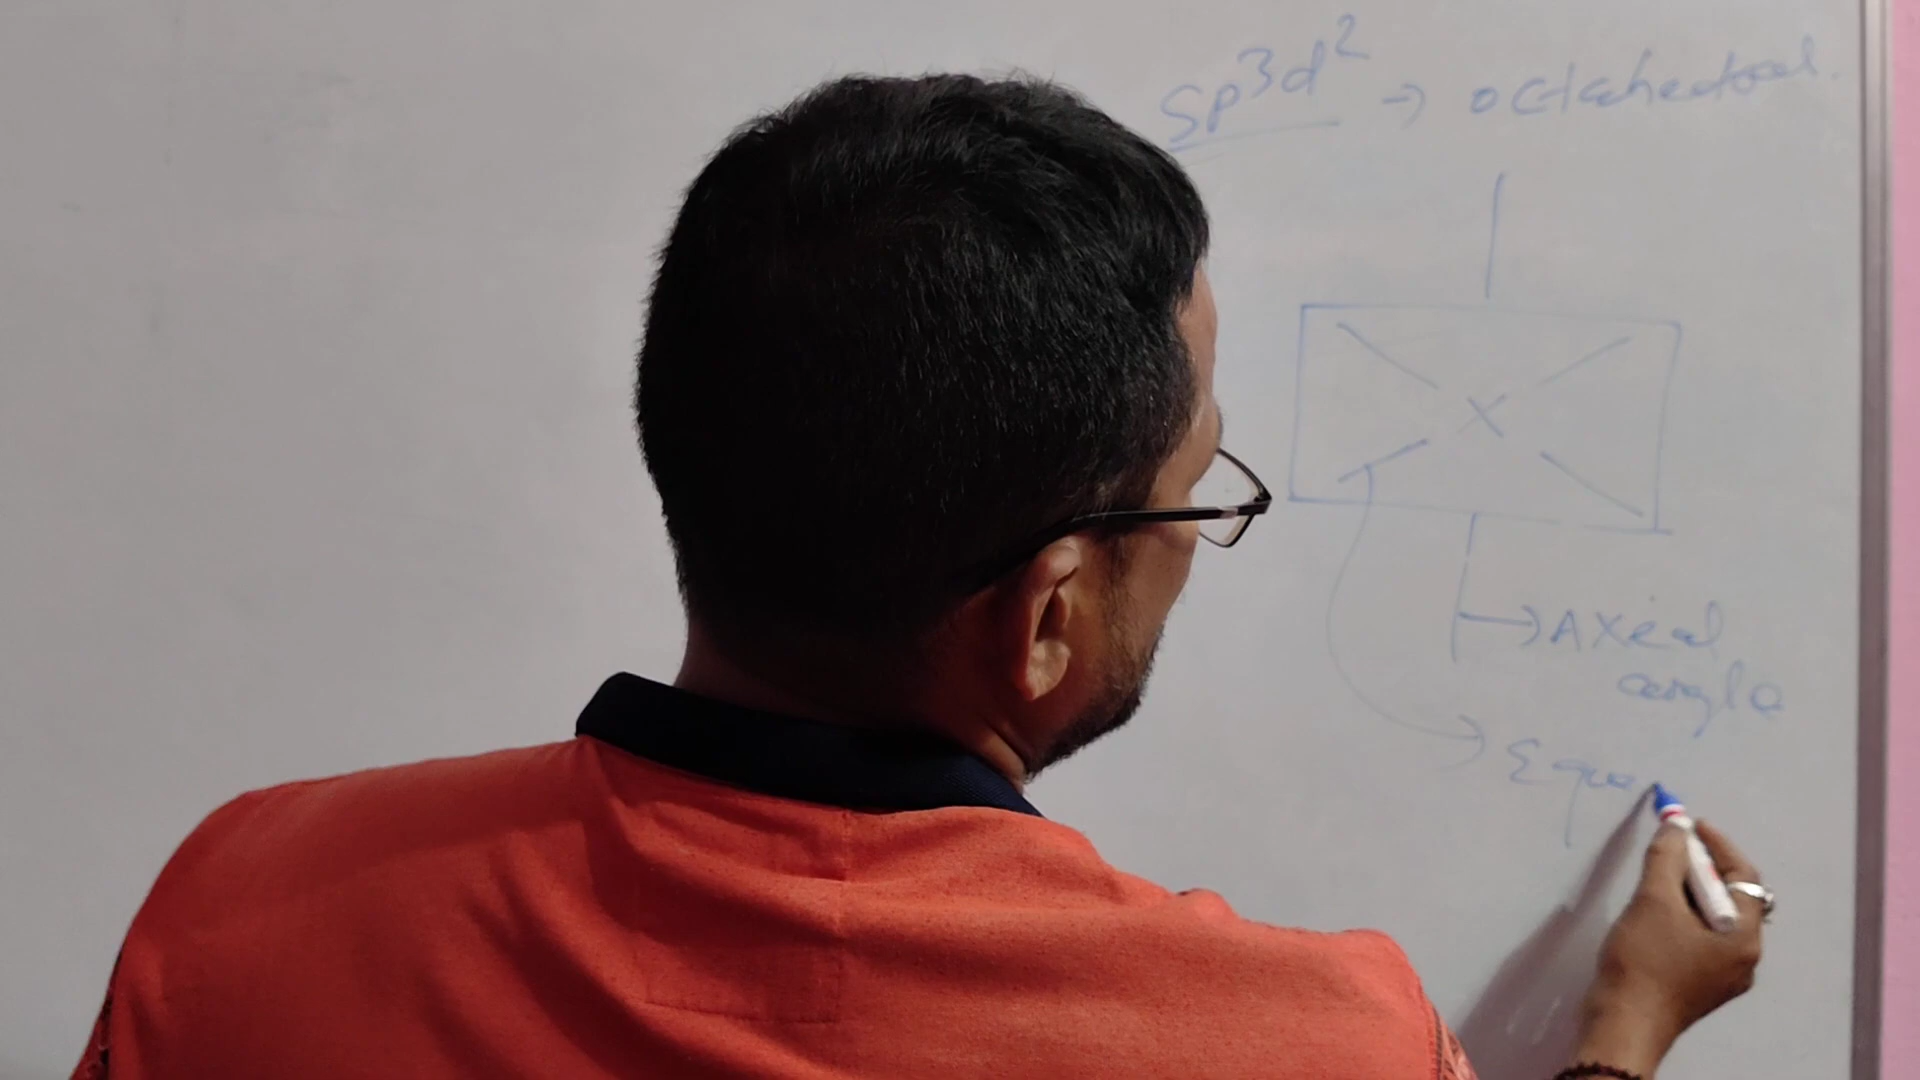 Sp³d² → octahedral.
X
→ Axial
angle
→ Equa